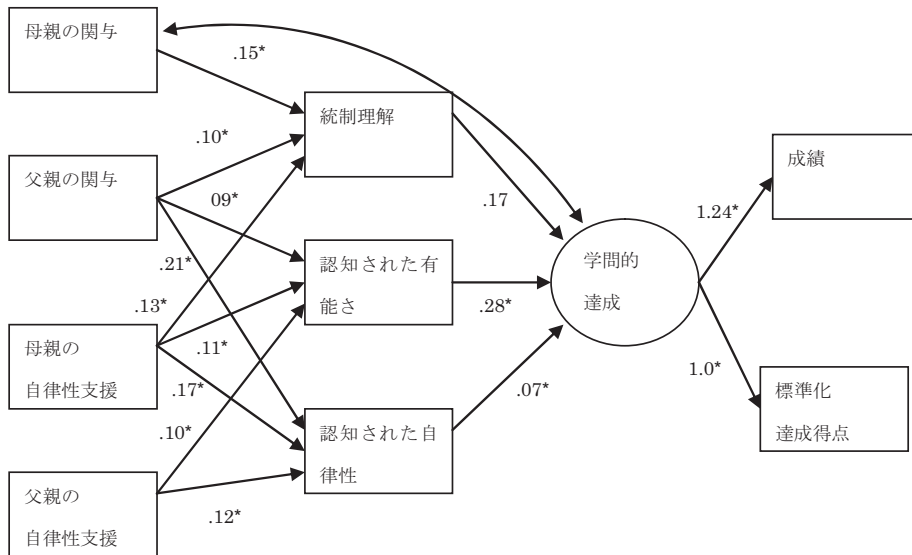 母親の関与
.15*
統制理解
.10*
成績
父親の関与
09*
.17
1.24*
.21*
認知された有
能さ
学問的
達成
.13*
.28*
母親の
自律性支援
.11*
.17*
.07*
1.0*
標準化
達成得点
.10*
認知された自
律性
父親の
自律性支援
.12*